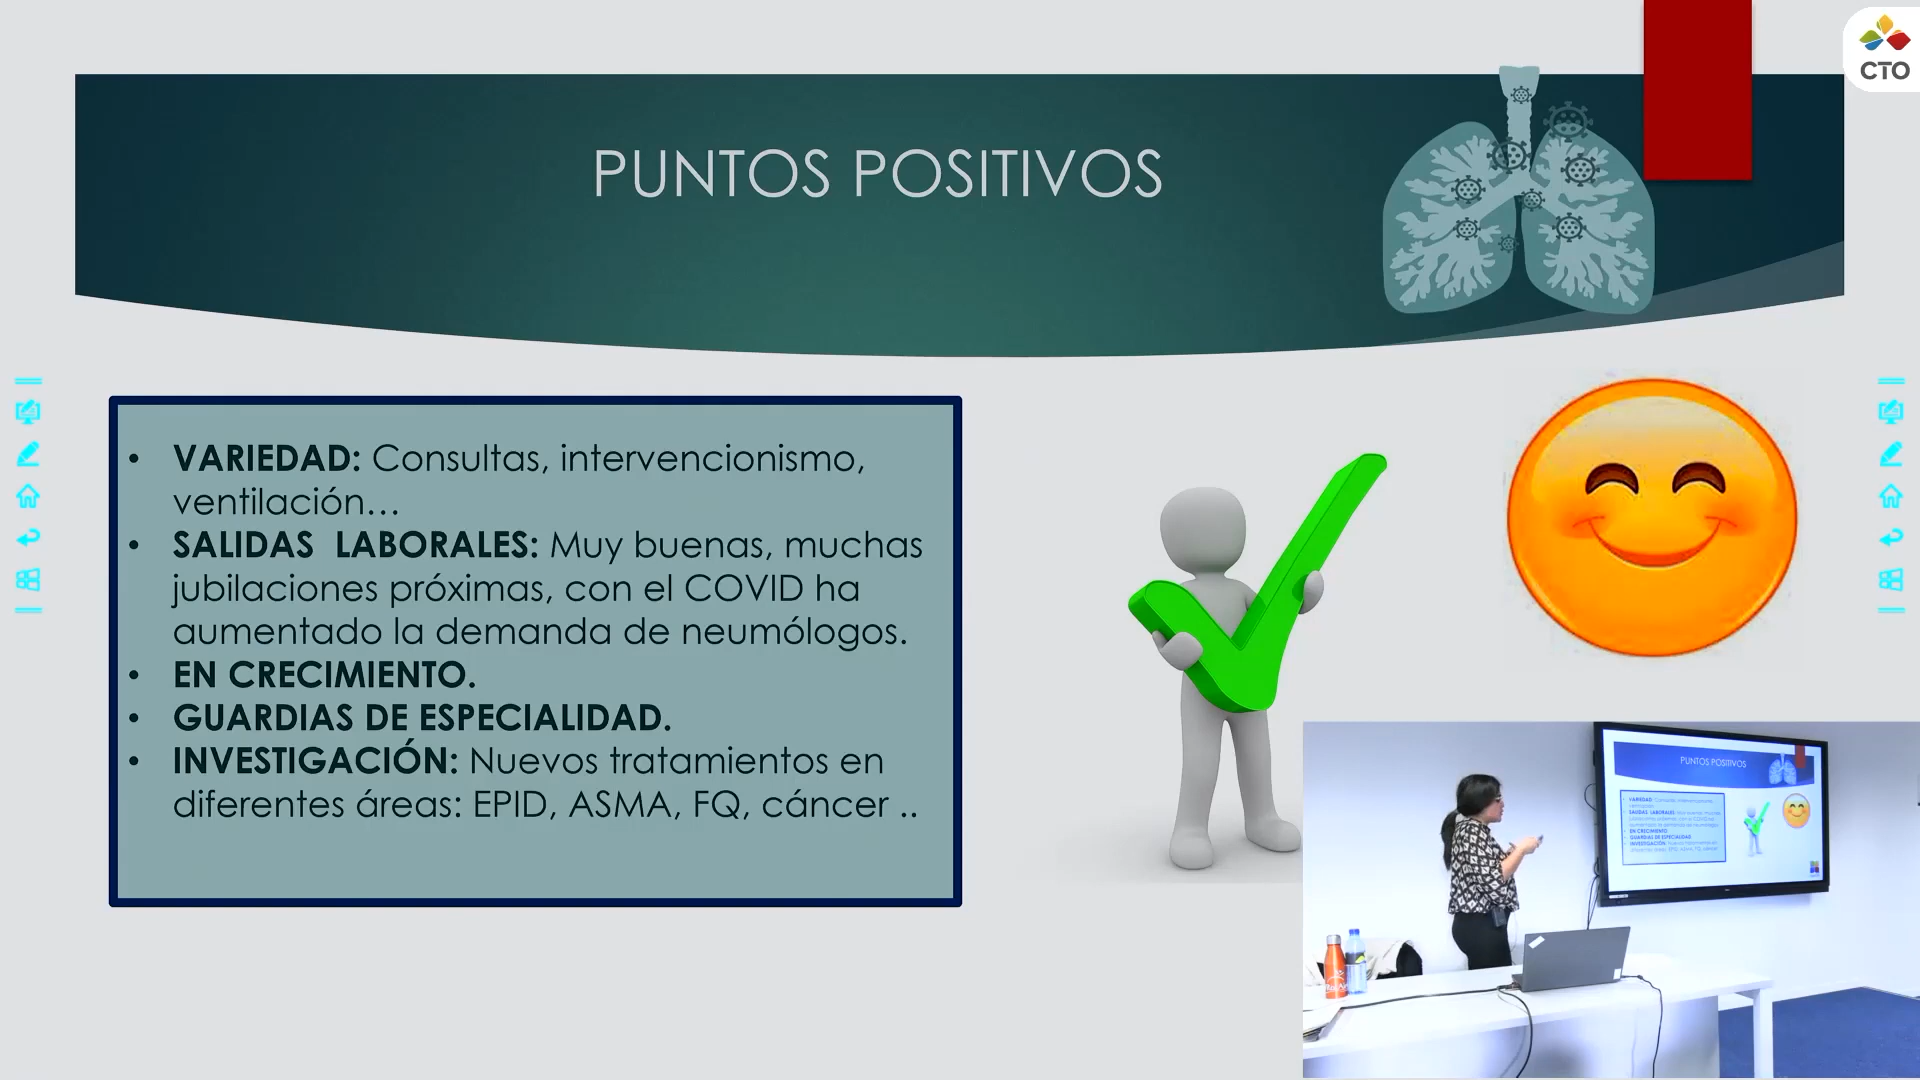 CTO
PUNTOS POSITIVOS
• VARIEDAD: Consultas, intervencionismo,
ventilación...
• SALIDAS LABORALES: Muy buenas, muchas
jubilaciones próximas, con el COVID ha
aumentado la demanda de neumólogos.
• EN CRECIMIENTO.
• GUARDIAS DE ESPECIALIDAD.
• INVESTIGACIÓN: Nuevos tratamientos en
diferentes áreas: EPID, ASMA, FQ, cáncer ..
PUNTOS POSITIVOS